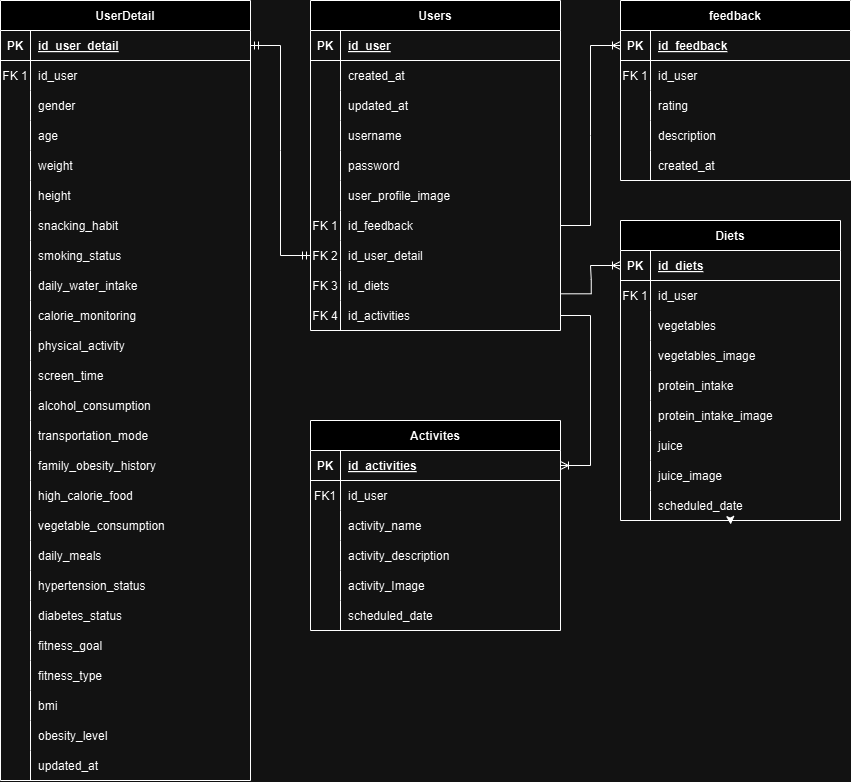 UserDetail
PK id_user_detail
FK 1 id_user
gender
age
weight
height
snacking_habit
smoking_status
daily_water_intake
calorie_monitoring
physical_activity
screen_time
alcohol_consumption
transportation_mode
family_obesity_history
high_calorie_food
vegetable_consumption
daily_meals
hypertension_status
diabetes_status
fitness_goal
fitness_type
bmi
obesity_level
updated_at
Users
PK id_user
created_at
updated_at
username
password
user_profile_image
FK 1 id_feedback
FK 2 id_user_detail
FK 3 id_diets
FK 4 id_activities
feedback
PK id_feedback
FK 1 id_user
rating
description
created_at
Diets
PK id_diets
FK 1 id_user
vegetables
vegetables_image
protein_intake
protein_intake_image
juice
juice_image
scheduled_date
Activites
PK id_activities
FK1 id_user
activity_name
activity_description
activity_Image
scheduled_date